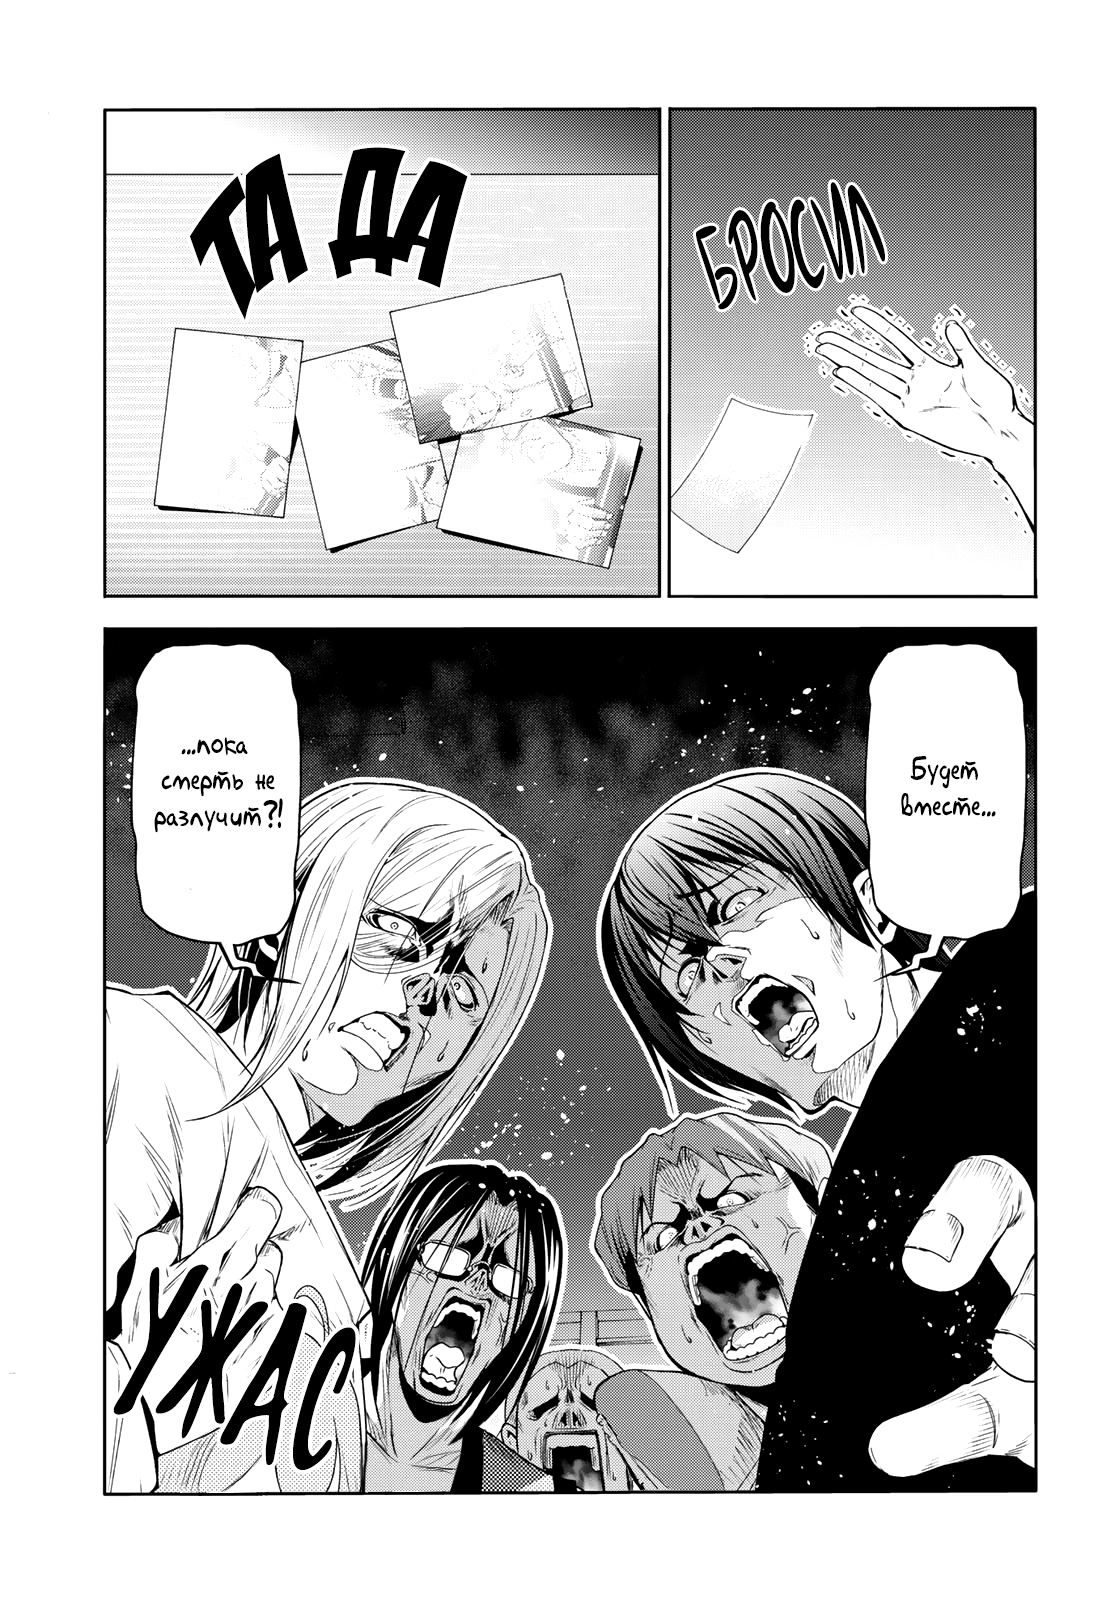 БРОСИЛ
ТА ДА
Будет
вместе...
...пока
смерть не
разлучит?!
УЖАС